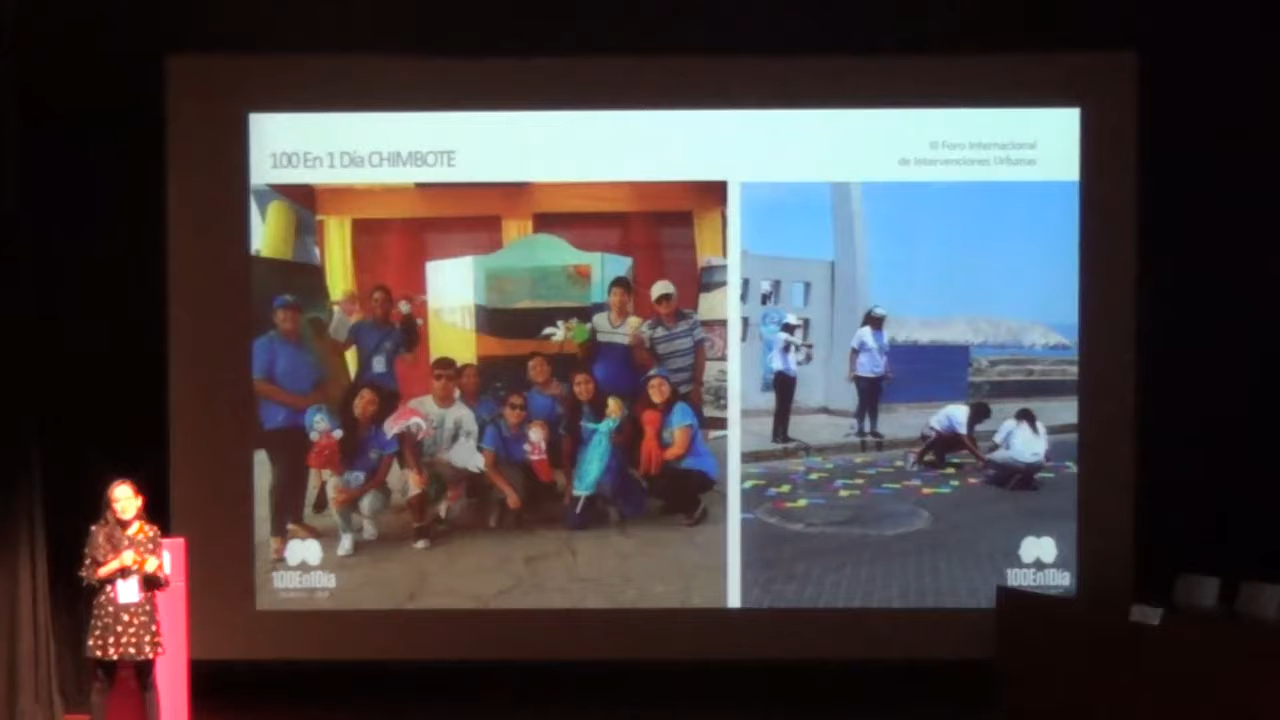 100 En 1 Día CHIMBOTE
III Foro Internacional
de Intervenciones Urbanas
100En1Día
100En1Día